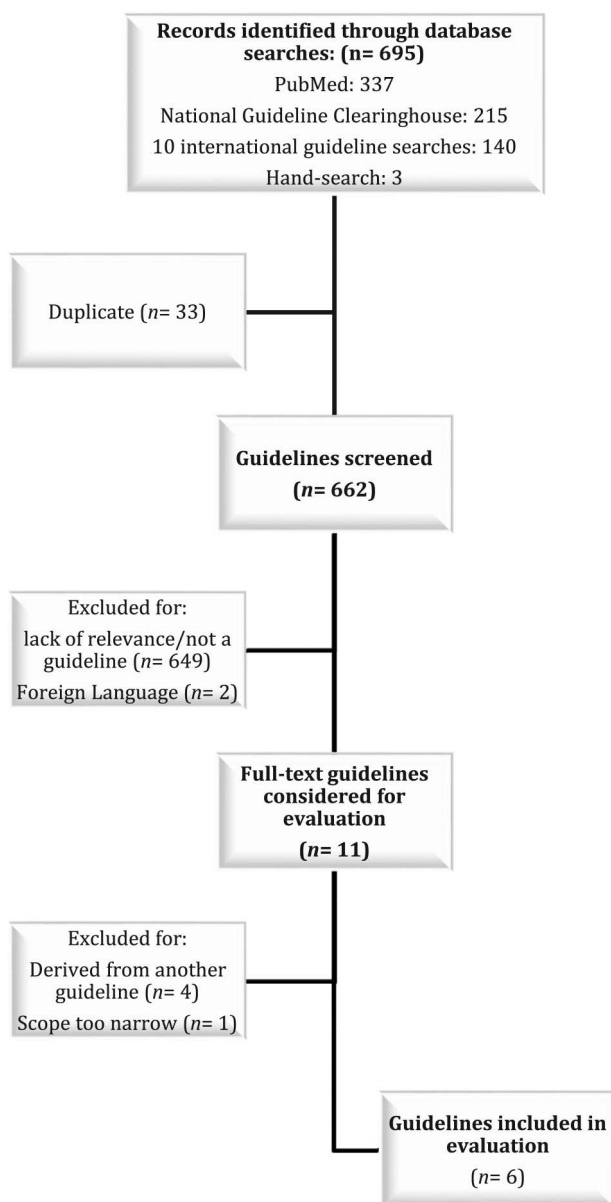 Records identified through database
searches: (n= 695)
PubMed: 337
National Guideline Clearinghouse: 215
10 international guideline searches: 140
Hand-search: 3
Duplicate (n= 33)
Guidelines screened
(n= 662)
Excluded for:
lack of relevance/not a
guideline (n= 649)
Foreign Language (n= 2)
Full-text guidelines
considered for
evaluation
(n= 11)
Excluded for:
Derived from another
guideline (n= 4)
Scope too narrow (n= 1)
Guidelines included in
evaluation
(n= 6)